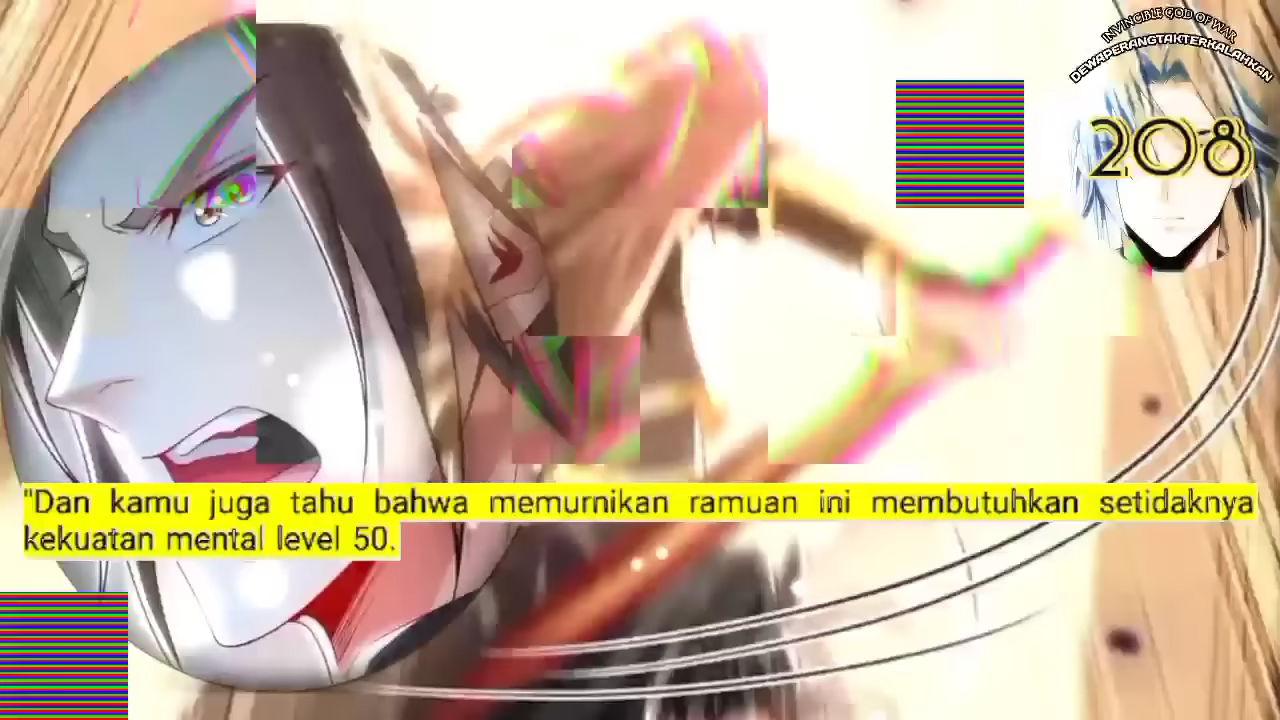 INVINCIBLE GOD OF WAR
DEWAPERANGTAKTERKALAHKAN
208
"Dan kamu juga tahu bahwa memurnikan ramuan ini membutuhkan setidaknya
kekuatan mental level 50.